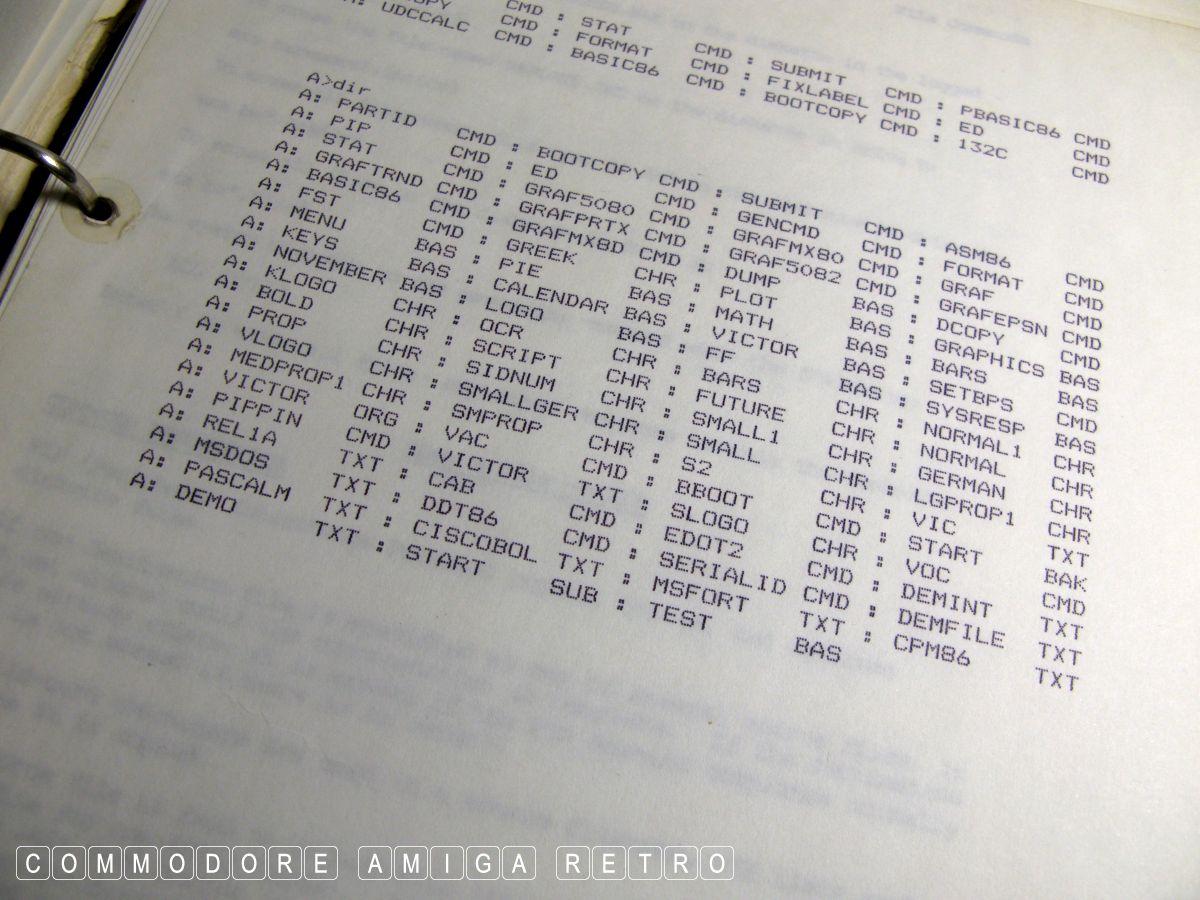 CMD : STAT CMD : SUBMIT CMD : PBASIC86 CMD
CMD : FORMAT CMD : FIXLABEL CMD : ED CMD
A: UDCCALC CMD : BASIC86 CMD : BOOTCOPY CMD : 132C CMD
A>dir
A: PARTID CMD : BOOTCOPY CMD : SUBMIT CMD : ASM86 CMD
A: PIP CMD : ED CMD : GENCMD CMD : FORMAT CMD
A: STAT CMD : GRAF5080 CMD : GRAFMX80 CMD : GRAF CMD
A: GRAFTRND CMD : GRAFPRTX CMD : GRAF5082 CMD : GRAFEPSN CMD
A: BASIC86 CMD : GRAFMX8D CMD : DUMP BAS : DCOPY CMD
A: FST CMD : GREEK CHR : PLOT BAS : GRAPHICS BAS
A: MENU BAS : PIE BAS : MATH BAS : BARS BAS
A: KEYS BAS : CALENDAR BAS : VICTOR BAS : SETBPS CMD
A: NOVEMBER BAS : LOGO BAS : FF BAS : SYSRESP BAS
A: KLOGO CHR : OCR CHR : BARS CHR : NORMAL1 CHR
A: BOLD CHR : SCRIPT CHR : FUTURE CHR : NORMAL CHR
A: PROP CHR : SIDNUM CHR : SMALL1 CHR : GERMAN CHR
A: VLOGO CHR : SMALLGER CHR : SMALL CHR : LGPROP1 CHR
A: MEDPROP1 CHR : SMPROP CHR : S2 CHR : VIC TXT
A: VICTOR ORG : VAC CMD : BBOOT CMD : START BAK
A: PIPPIN CMD : VICTOR TXT : SLOGO CHR : VOC CMD
A: REL1A TXT : CAB CMD : EDOT2 CMD : DEMINT TXT
A: MSDOS TXT : DDT86 CMD : SERIALID CMD : DEMFILE TXT
A: PASCALM TXT : CISCOBOL TXT : MSFORT TXT : CPM86 TXT
A: DEMO TXT : START SUB : TEST BAS
COMMODORE AMIGA RETRO